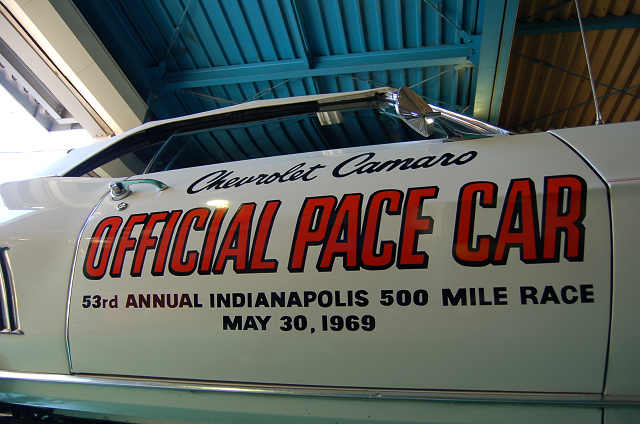 Chevrolet Camaro
OFFICIAL PACE CAR
53rd ANNUAL INDIANAPOLIS 500 MILE RACE
MAY 30, 1969